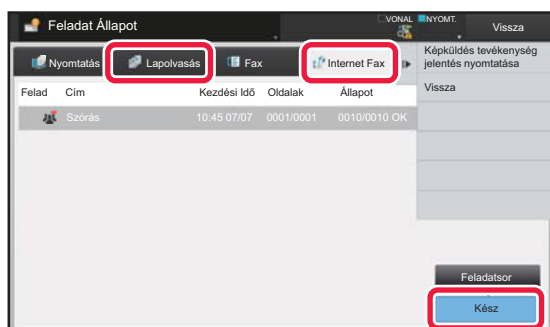 Feladat Állapot
VONAL NYOMT.
Vissza
Nyomtatás Lapolvasás Fax Internet Fax
Képküldés tevékenység
jelentés nyomtatása
Vissza
Felad Cím Kezdési Idő Oldalak Állapot
Szórás 10:45 07/07 0001/0001 0010/0010 OK
Feladatsor
Kész